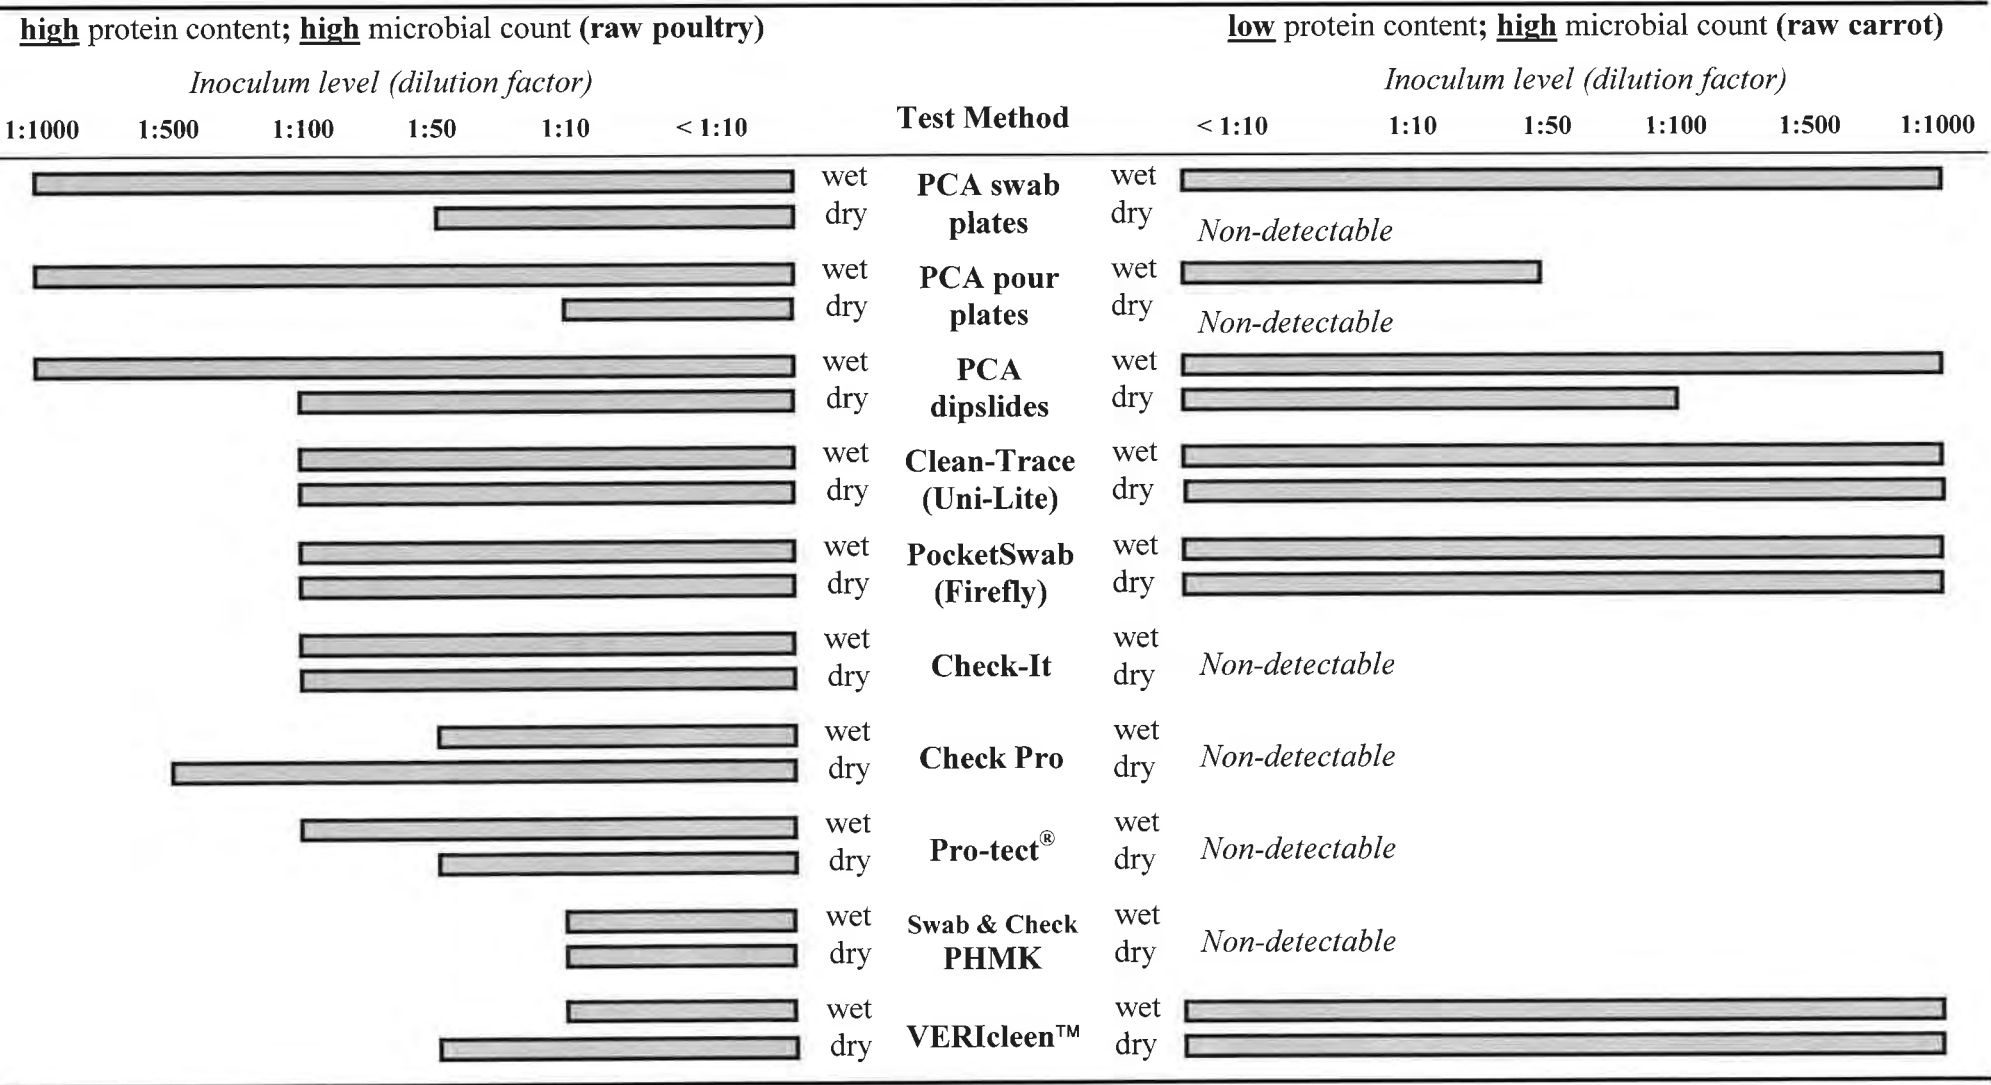 high protein content; high microbial count (raw poultry) low protein content; high microbial count (raw carrot)
Inoculum level (dilution factor) Inoculum level (dilution factor)
1:1000 1:500 1:100 1:50 1:10 < 1:10 Test Method < 1:10 1:10 1:50 1:100 1:500 1:1000
wet PCA swab wet
dry plates dry Non-detectable
wet PCA pour wet
dry plates dry Non-detectable
wet PCA wet
dry dipslides dry
wet Clean-Trace wet
dry (Uni-Lite) dry
wet PocketSwab wet
dry (Firefly) dry
wet wet
Check-It Non-detectable
dry dry
wet wet
Check Pro Non-detectable
dry dry
wet wet
Pro-tect® Non-detectable
dry dry
wet Swab & Check wet
Non-detectable
dry PHMK dry
wet wet
VERIcleen™
dry dry